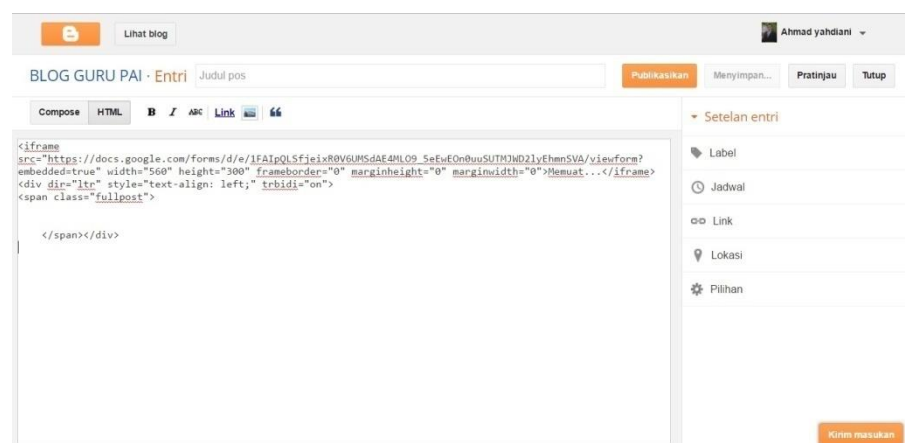 Lihat blog
Ahmad yahdiani
BLOG GURU PAI · Entri
Judul pos
Publikasikan
Menyimpan...
Pratinjau
Tutup
Compose HTML B I ABC Link
Setelan entri
<iframe
src="https://docs.google.com/forms/d/e/1FAIpQLSfjeixR0V6UMSdAE4MLO9_5eEwEOn0uuSUTMJWD2lyEhmnSVA/viewform?
embedded=true" width="560" height="300" frameborder="0" marginheight="0" marginwidth="0">Memuat...</iframe>
<div dir="ltr" style="text-align: left;" trbidi="on">
<span class="fullpost">
</span></div>
Label
Jadwal
Link
Lokasi
Pilihan
Kirim masukan